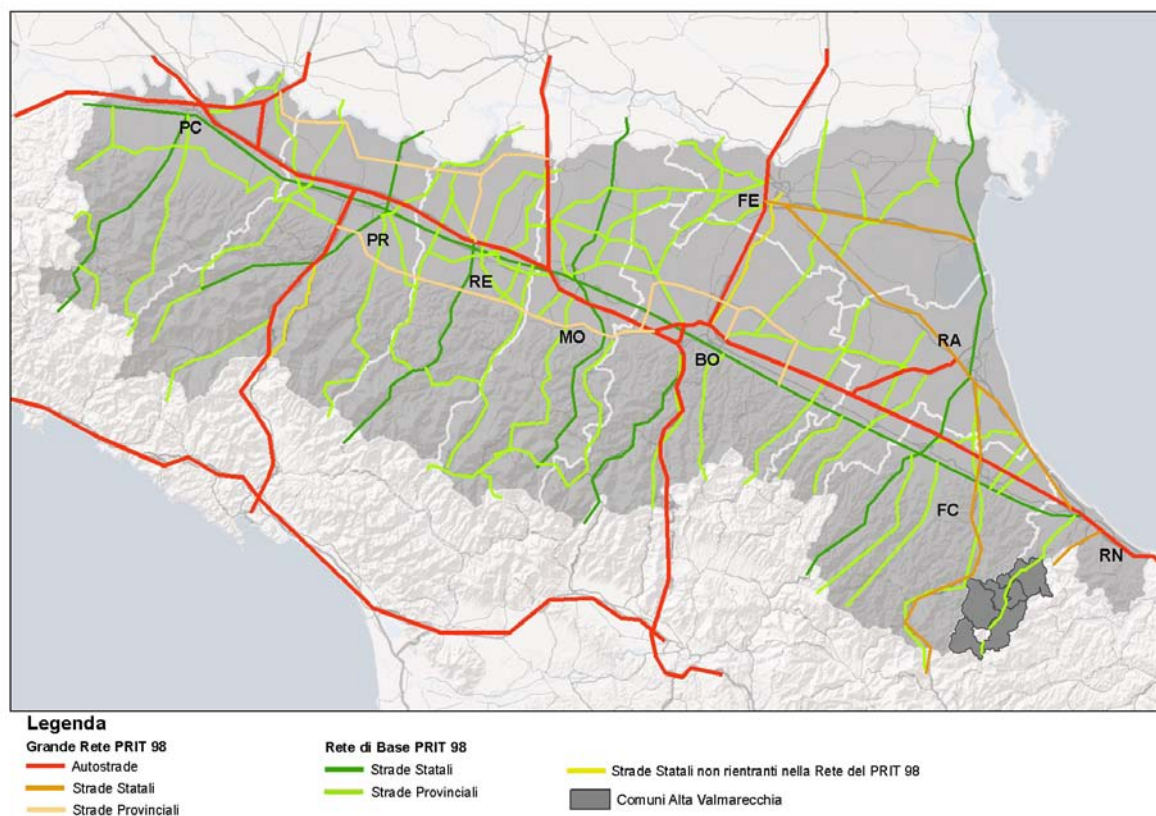 PC
FE
PR
RE
RA
MO
BO
FC
RN
Legenda
Grande Rete PRIT 98
Autostrade
Strade Statali
Strade Provinciali
Rete di Base PRIT 98
Strade Statali
Strade Provinciali
Strade Statali non rientranti nella Rete del PRIT 98
Comuni Alta Valmarecchia